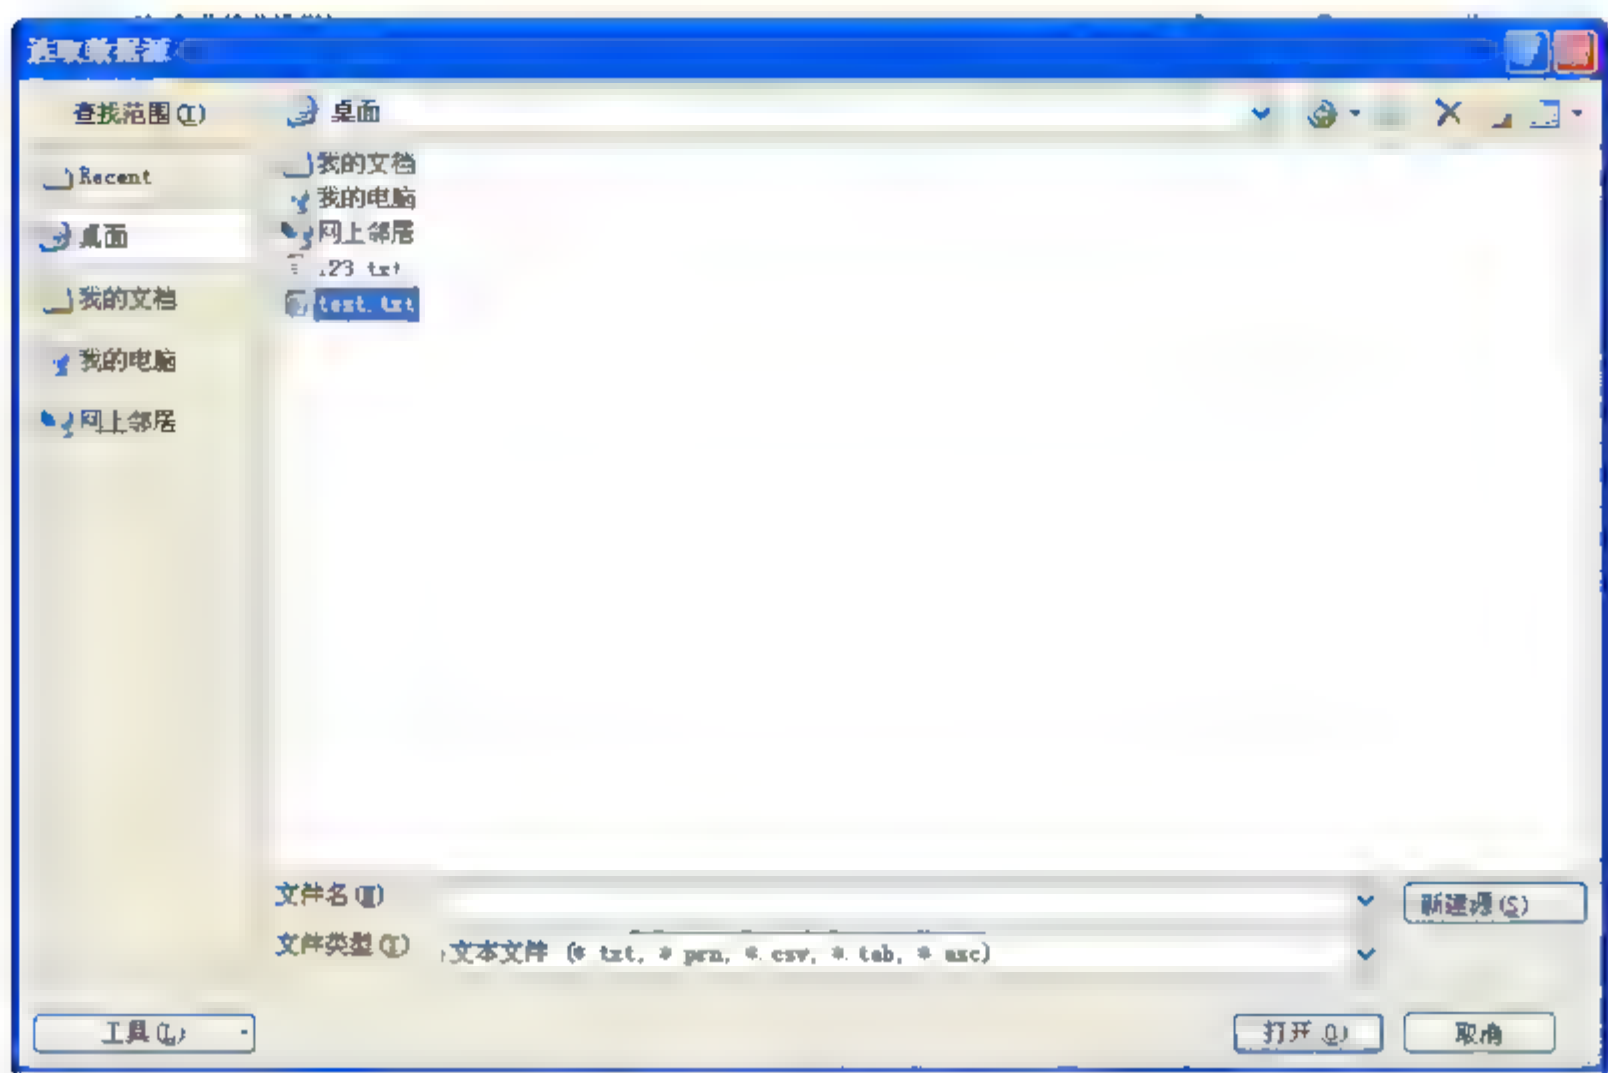 选取数据源
查找范围(I)
桌面
Recent
桌面
我的文档
我的电脑
网上邻居
我的文档
我的电脑
网上邻居
123 txt
test.txt
文件名(N)
新建源(S)
文件类型(T)
文本文件 (* txt, * prn, * csv, * tab, * asc)
工具(L)
打开(O)
取消